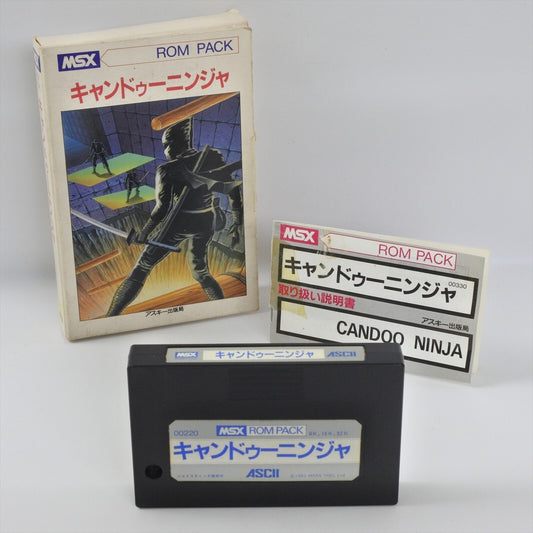 MSX ROM PACK
キャンドゥーニンジャ
アスキー出版局
MSX
ROM PACK
キャンドゥーニンジャ
00330
取り扱い説明書
アスキー出版局
CANDOO NINJA
MSX キャンドゥーニンジャ ASCII
00220 MSX ROM PACK 8K, 16K, 32K
キャンドゥーニンジャ
ASCII